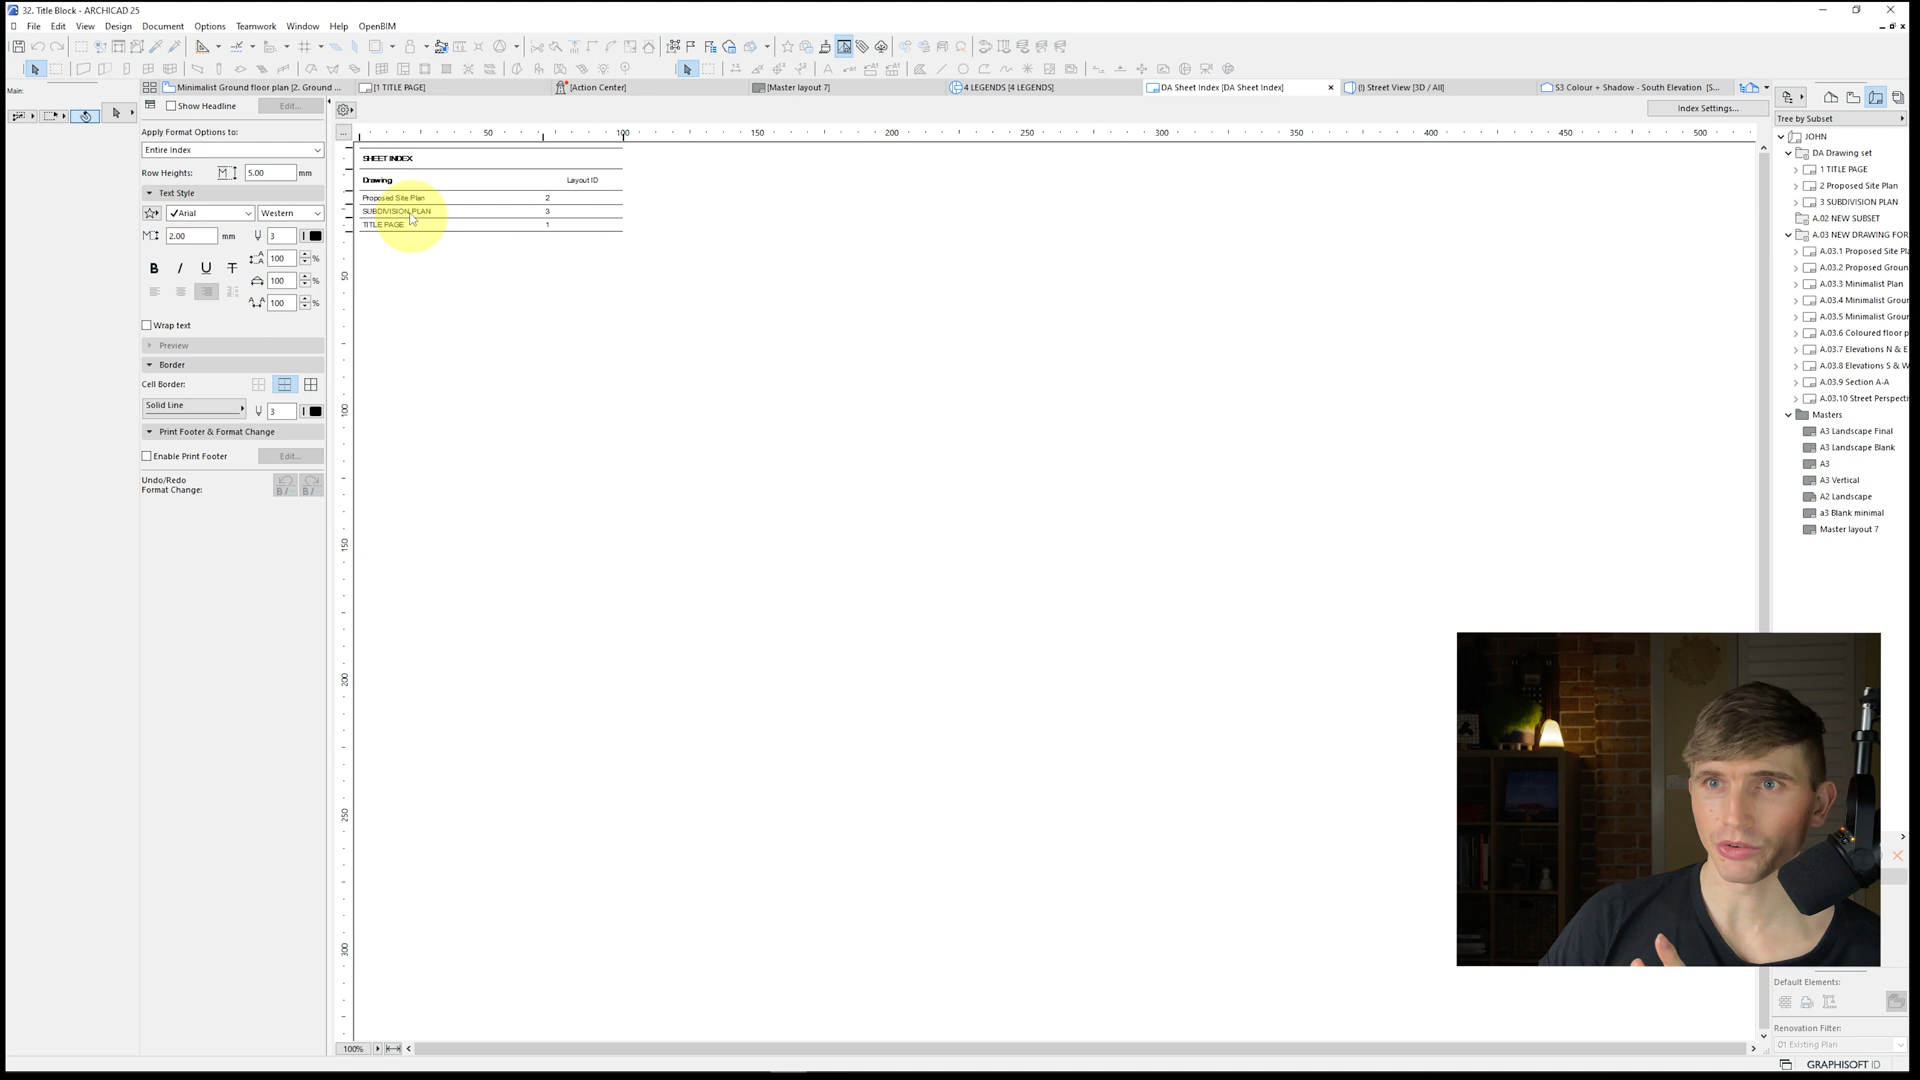 32. Title Block - ARCHICAD 25
File Edit View Design Document Options Teamwork Window Help OpenBIM
Main:
Minimalist Ground floor plan [2. Ground ...
[1 TITLE PAGE]
[Action Center]
[Master layout 7]
4 LEGENDS [4 LEGENDS]
DA Sheet Index [DA Sheet Index]
(!) Street View [3D / All]
S3 Colour + Shadow - South Elevation [S...
Show Headline
Edit...
Index Settings...
Apply Format Options to:
Entire Index
Row Heights:
5.00
mm
Text Style
Arial
Western
2.00
mm
3
100
%
100
%
100
%
B I U T
Wrap text
Preview
Border
Cell Border:
Solid Line
3
Print Footer & Format Change
Enable Print Footer
Edit...
Undo/Redo
Format Change:
50 100 150 200 250 300 350 400 450 500
50
100
150
200
250
300
SHEET INDEX
Drawing Layout ID
Proposed Site Plan 2
SUBDIVISION PLAN 3
TITLE PAGE 1
Tree by Subset
JOHN
DA Drawing set
1 TITLE PAGE
2 Proposed Site Plan
3 SUBDIVISION PLAN
A.02 NEW SUBSET
A.03 NEW DRAWING FOR
A.03.1 Proposed Site Pl
A.03.2 Proposed Groun
A.03.3 Minimalist Plan
A.03.4 Minimalist Grou
A.03.5 Minimalist Grour
A.03.6 Coloured floor p
A.03.7 Elevations N & E
A.03.8 Elevations S & W
A.03.9 Section A-A
A.03.10 Street Perspecti
Masters
A3 Landscape Final
A3 Landscape Blank
A3
A3 Vertical
A2 Landscape
a3 Blank minimal
Master layout 7
Default Elements:
Renovation Filter:
01 Existing Plan
100%
GRAPHISOFT ID